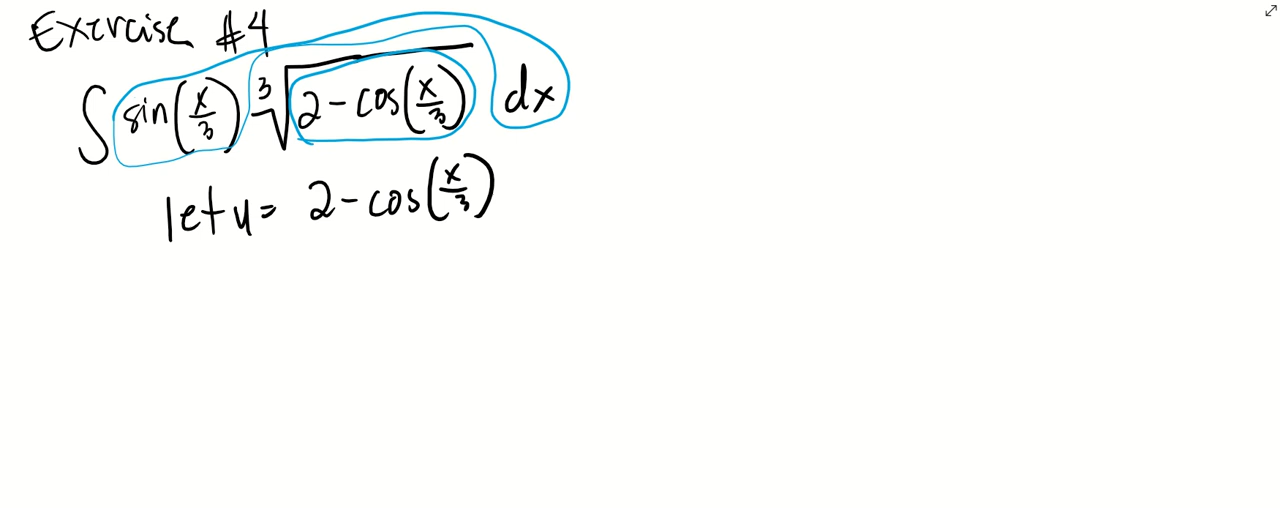 Exercise #4
∫ sin(x/3) ∛(2 - cos(x/3)) dx
let u = 2 - cos(x/3)